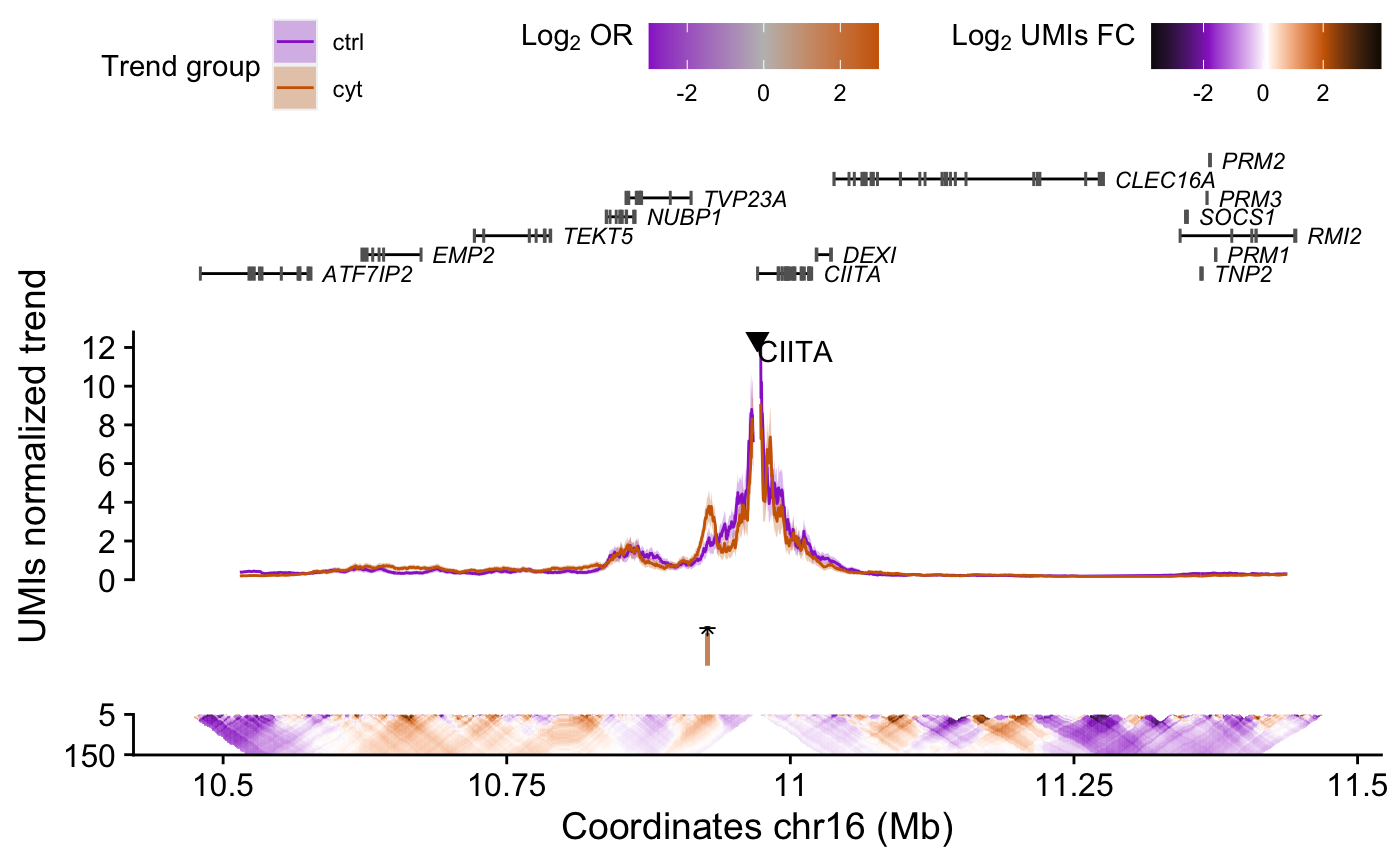 Trend group
ctrl
cyt
Log2 OR
-2 0 2
Log2 UMIs FC
-2 0 2
PRM2
CLEC16A
TVP23A
PRM3
NUBP1
SOCS1
TEKT5
RMI2
EMP2
DEXI
PRM1
ATF7IP2
CIITA
TNP2
UMIs normalized trend
12
10
8
6
4
2
0
CIITA
5
150
10.5 10.75 11 11.25 11.5
Coordinates chr16 (Mb)